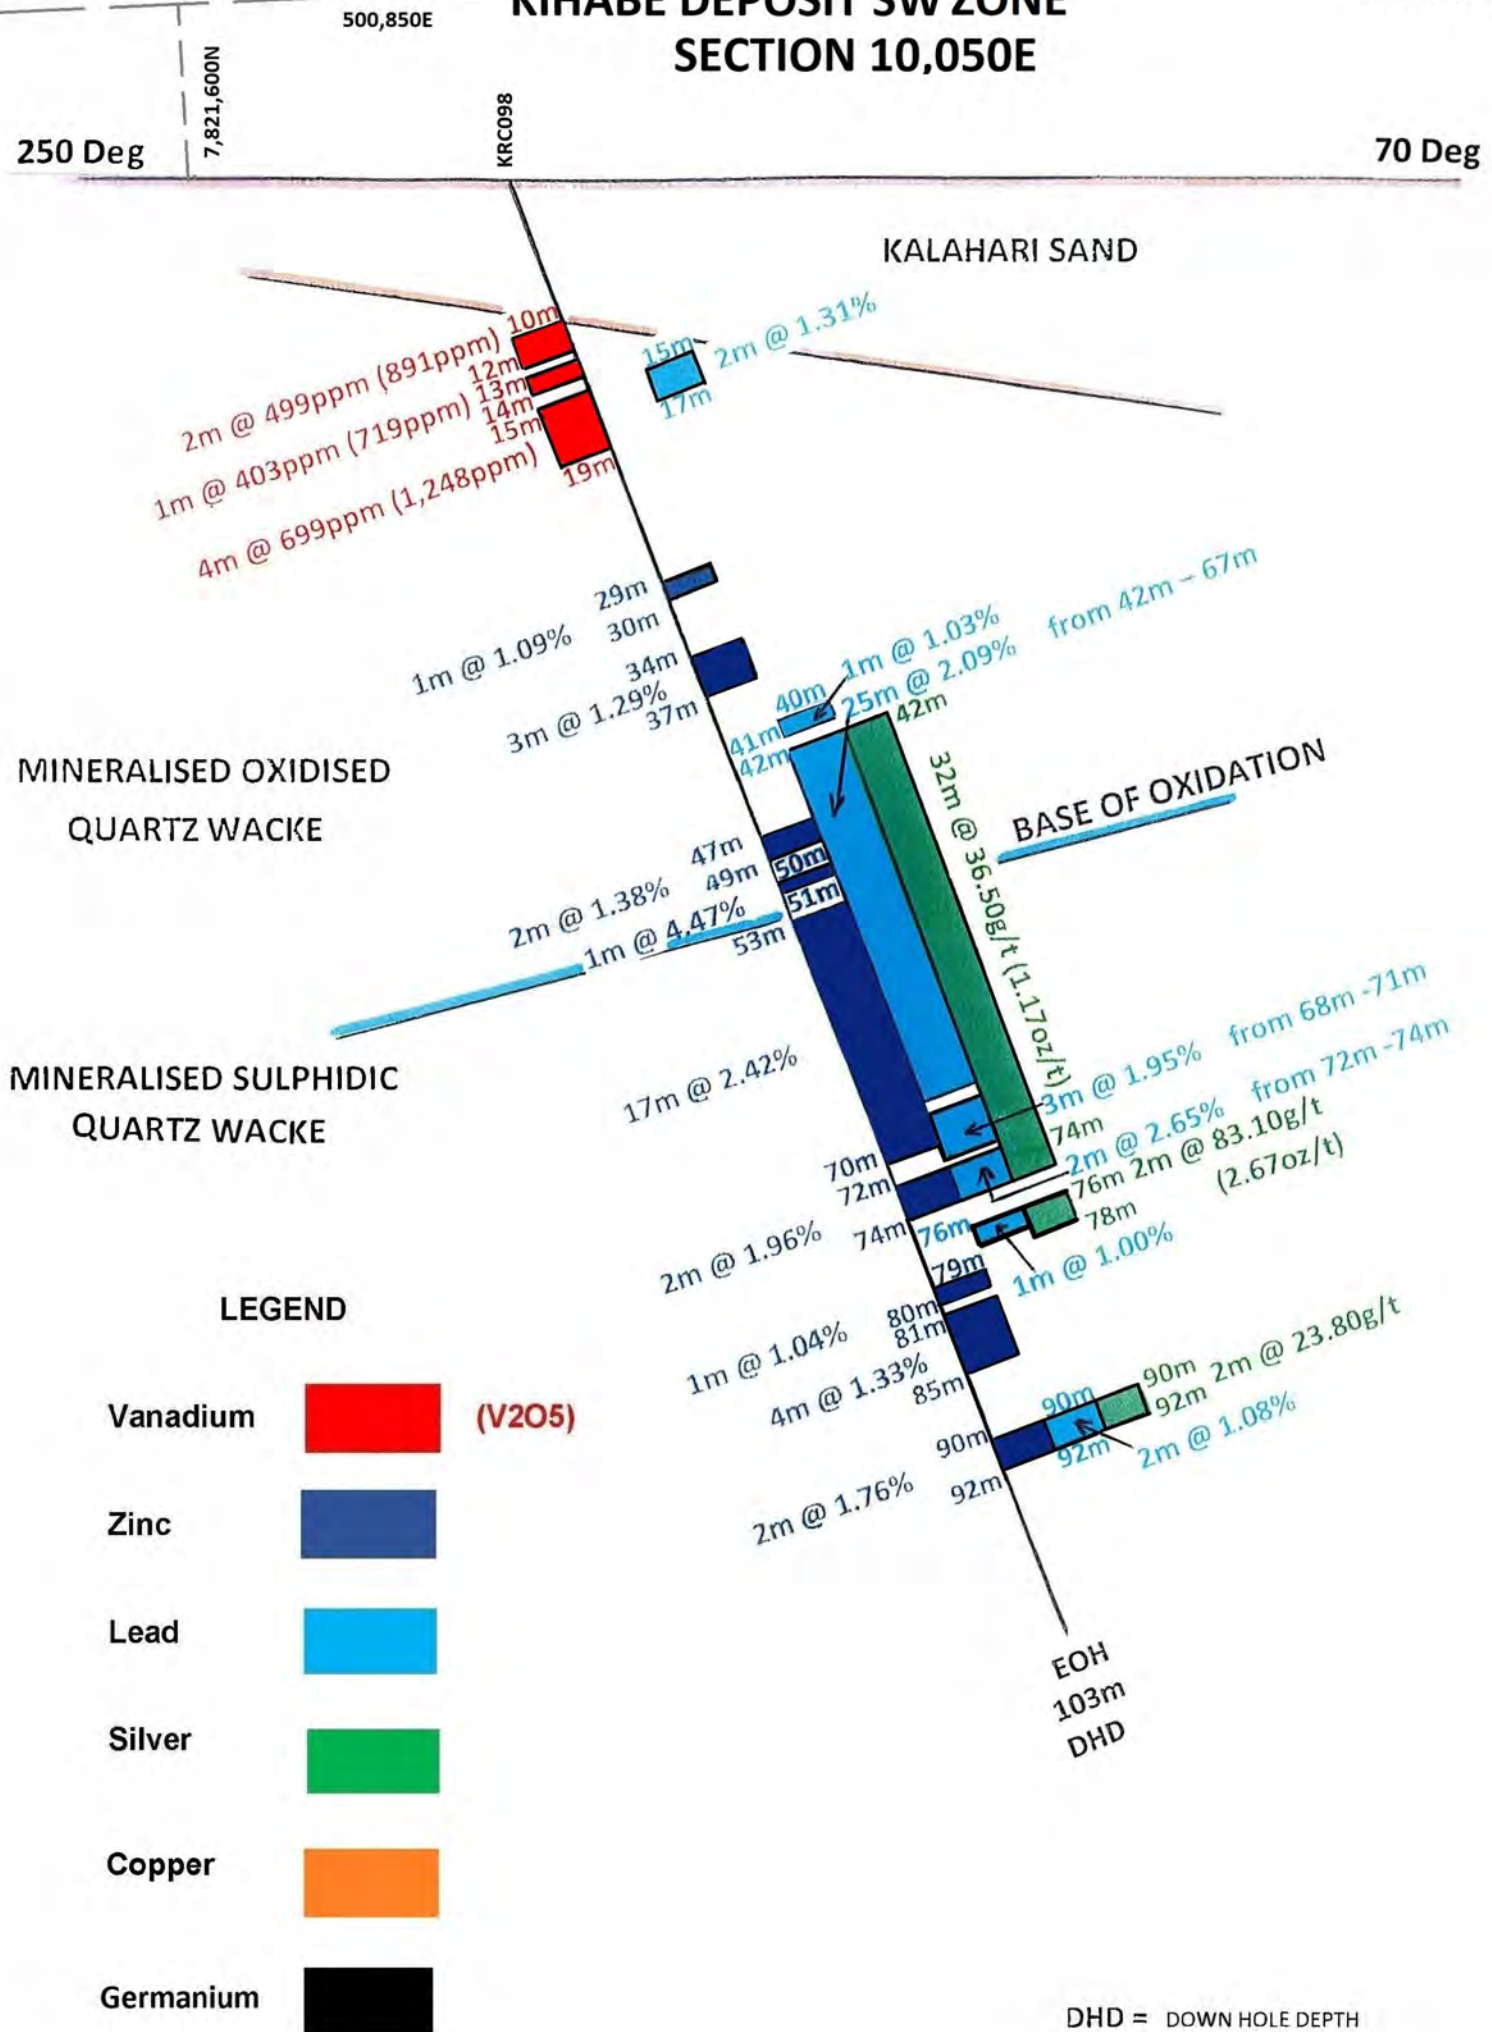 500,850E
KIHABE DEPOSIT SW ZONE
SECTION 10,050E
7,821,600N
KRC098
250 Deg
70 Deg
KALAHARI SAND
10m
2m @ 499ppm (891ppm)
12m
13m
1m @ 403ppm (719ppm)
14m
15m
4m @ 699ppm (1,248ppm)
19m
15m
2m @ 1.31%
17m
29m
1m @ 1.09%
30m
34m
3m @ 1.29%
37m
40m
1m @ 1.03%
41m
25m @ 2.09% from 42m – 67m
42m
42m
32m @ 36.50g/t (1.17oz/t)
MINERALISED OXIDISED
QUARTZ WACKE
BASE OF OXIDATION
47m
2m @ 1.38%
49m
50m
1m @ 4.47%
51m
53m
MINERALISED SULPHIDIC
QUARTZ WACKE
17m @ 2.42%
3m @ 1.95% from 68m -71m
70m
74m
2m @ 2.65% from 72m -74m
72m
2m @ 1.96%
74m
76m
76m 2m @ 83.10g/t
(2.67oz/t)
78m
1m @ 1.00%
79m
1m @ 1.04%
80m
81m
4m @ 1.33%
85m
90m
2m @ 23.80g/t
90m
92m
90m
92m
2m @ 1.08%
2m @ 1.76%
92m
EOH
103m
DHD
LEGEND
Vanadium
(V2O5)
Zinc
Lead
Silver
Copper
Germanium
DHD = DOWN HOLE DEPTH